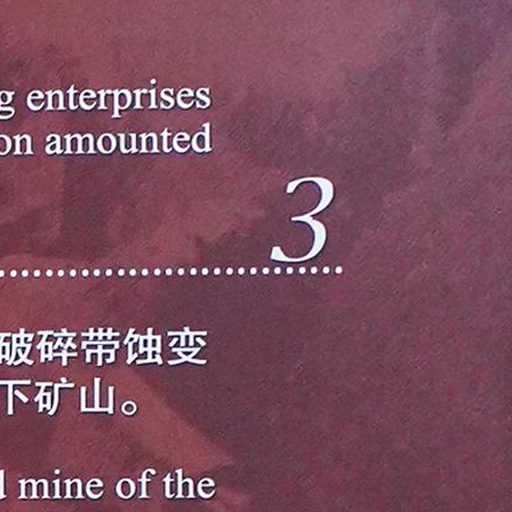 enterprises
on amounted
3
破碎带蚀变
下矿山。
mine of the